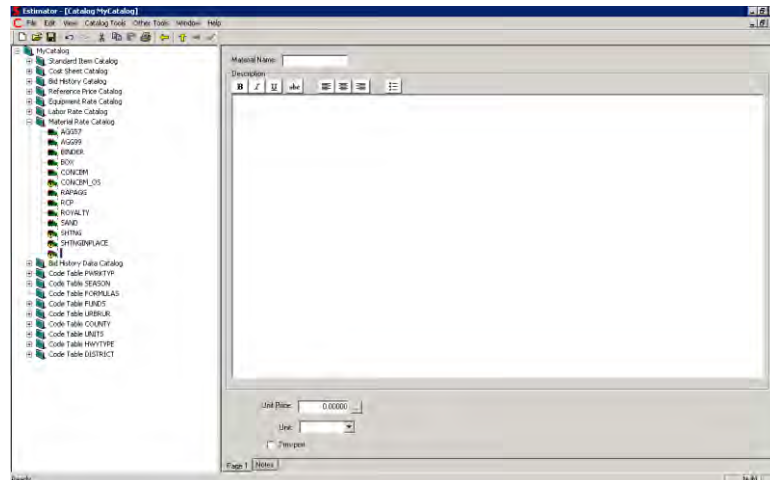 Estimator - [Catalog MyCatalog]
File Edit View Catalog Tools Other Tools Window Help
MyCatalog
Standard Item Catalog
Cost Sheet Catalog
Bid History Catalog
Reference Price Catalog
Equipment Rate Catalog
Labor Rate Catalog
Material Rate Catalog
AGG57
AGG99
BINDER
BOX
CONCBM
CONCBM_OS
RAPAGG
RCP
ROYALTY
SAND
SHTNG
SHTNGINPLACE
Bid History Data Catalog
Code Table PWRKTYP
Code Table SEASON
Code Table FORMULAS
Code Table FUNDS
Code Table URBRUR
Code Table COUNTY
Code Table UNITS
Code Table HWYTYPE
Code Table DISTRICT
Material Name:
Description
B I U abc
Unit Price: 0.00000 ...
Unit:
Page 1 Notes
Ready